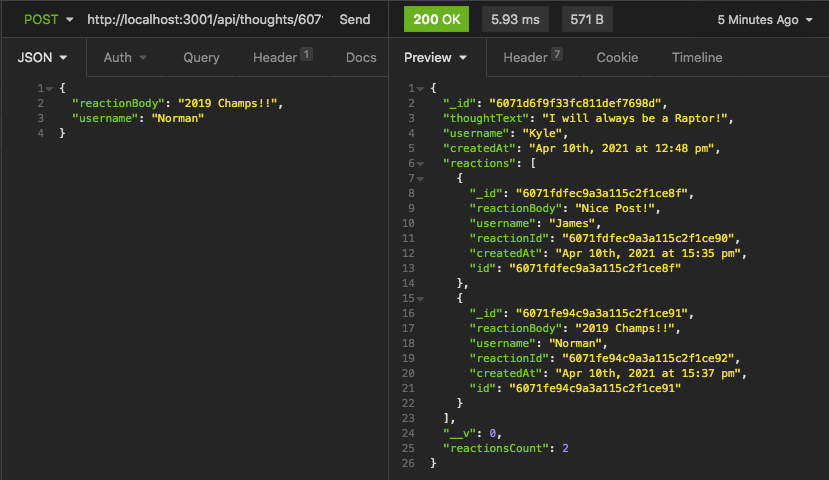 POST http://localhost:3001/api/thoughts/607 Send 200 OK 5.93 ms 571 B 5 Minutes Ago
JSON Auth Query Header 1 Docs
1 {
2 "reactionBody": "2019 Champs!!",
3 "username": "Norman"
4 }
Preview Header 7 Cookie Timeline
1 {
2 "_id": "6071d6f9f33fc811def7698d",
3 "thoughtText": "I will always be a Raptor!",
4 "username": "Kyle",
5 "createdAt": "Apr 10th, 2021 at 12:48 pm",
6 "reactions": [
7 {
8 "_id": "6071fdfec9a3a115c2f1ce8f",
9 "reactionBody": "Nice Post!",
10 "username": "James",
11 "reactionId": "6071fdfec9a3a115c2f1ce90",
12 "createdAt": "Apr 10th, 2021 at 15:35 pm",
13 "id": "6071fdfec9a3a115c2f1ce8f"
14 },
15 {
16 "_id": "6071fe94c9a3a115c2f1ce91",
17 "reactionBody": "2019 Champs!!",
18 "username": "Norman",
19 "reactionId": "6071fe94c9a3a115c2f1ce92",
20 "createdAt": "Apr 10th, 2021 at 15:37 pm",
21 "id": "6071fe94c9a3a115c2f1ce91"
22 }
23 ],
24 "__v": 0,
25 "reactionsCount": 2
26 }